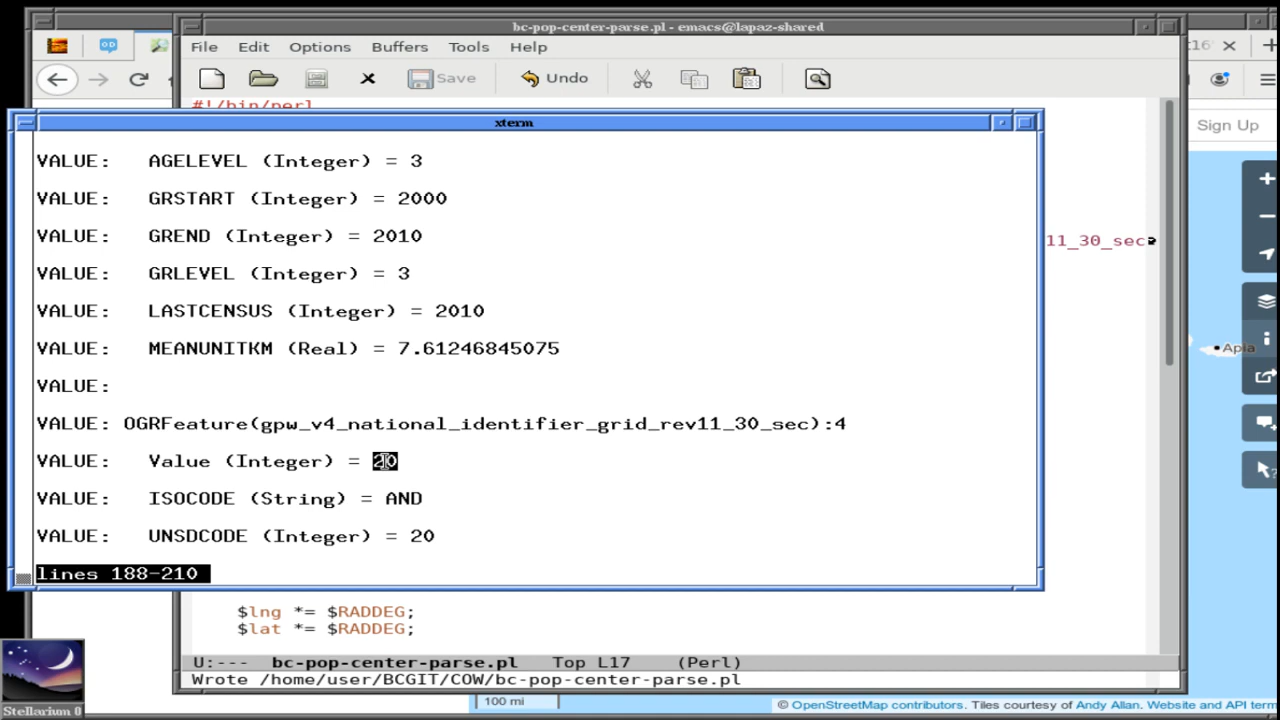 bc-pop-center-parse.pl - emacs@lapaz-shared
File Edit Options Buffers Tools Help
Save Undo
#!/bin/perl
Sign Up
xterm
VALUE: AGELEVEL (Integer) = 3
VALUE: GRSTART (Integer) = 2000
VALUE: GREND (Integer) = 2010
VALUE: GRLEVEL (Integer) = 3
VALUE: LASTCENSUS (Integer) = 2010
VALUE: MEANUNITKM (Real) = 7.61246845075
VALUE:
VALUE: OGRFeature(gpw_v4_national_identifier_grid_rev11_30_sec):4
VALUE: Value (Integer) = 20
VALUE: ISOCODE (String) = AND
VALUE: UNSDCODE (Integer) = 20
lines 188-210
11_30_sec
Apia
$lng *= $RADDEG;
$lat *= $RADDEG;
U:--- bc-pop-center-parse.pl Top L17 (Perl)
Wrote /home/user/BCGIT/COW/bc-pop-center-parse.pl
100 mi
© OpenStreetMap contributors. Tiles courtesy of Andy Allan. Website and API term
Stellarium 0